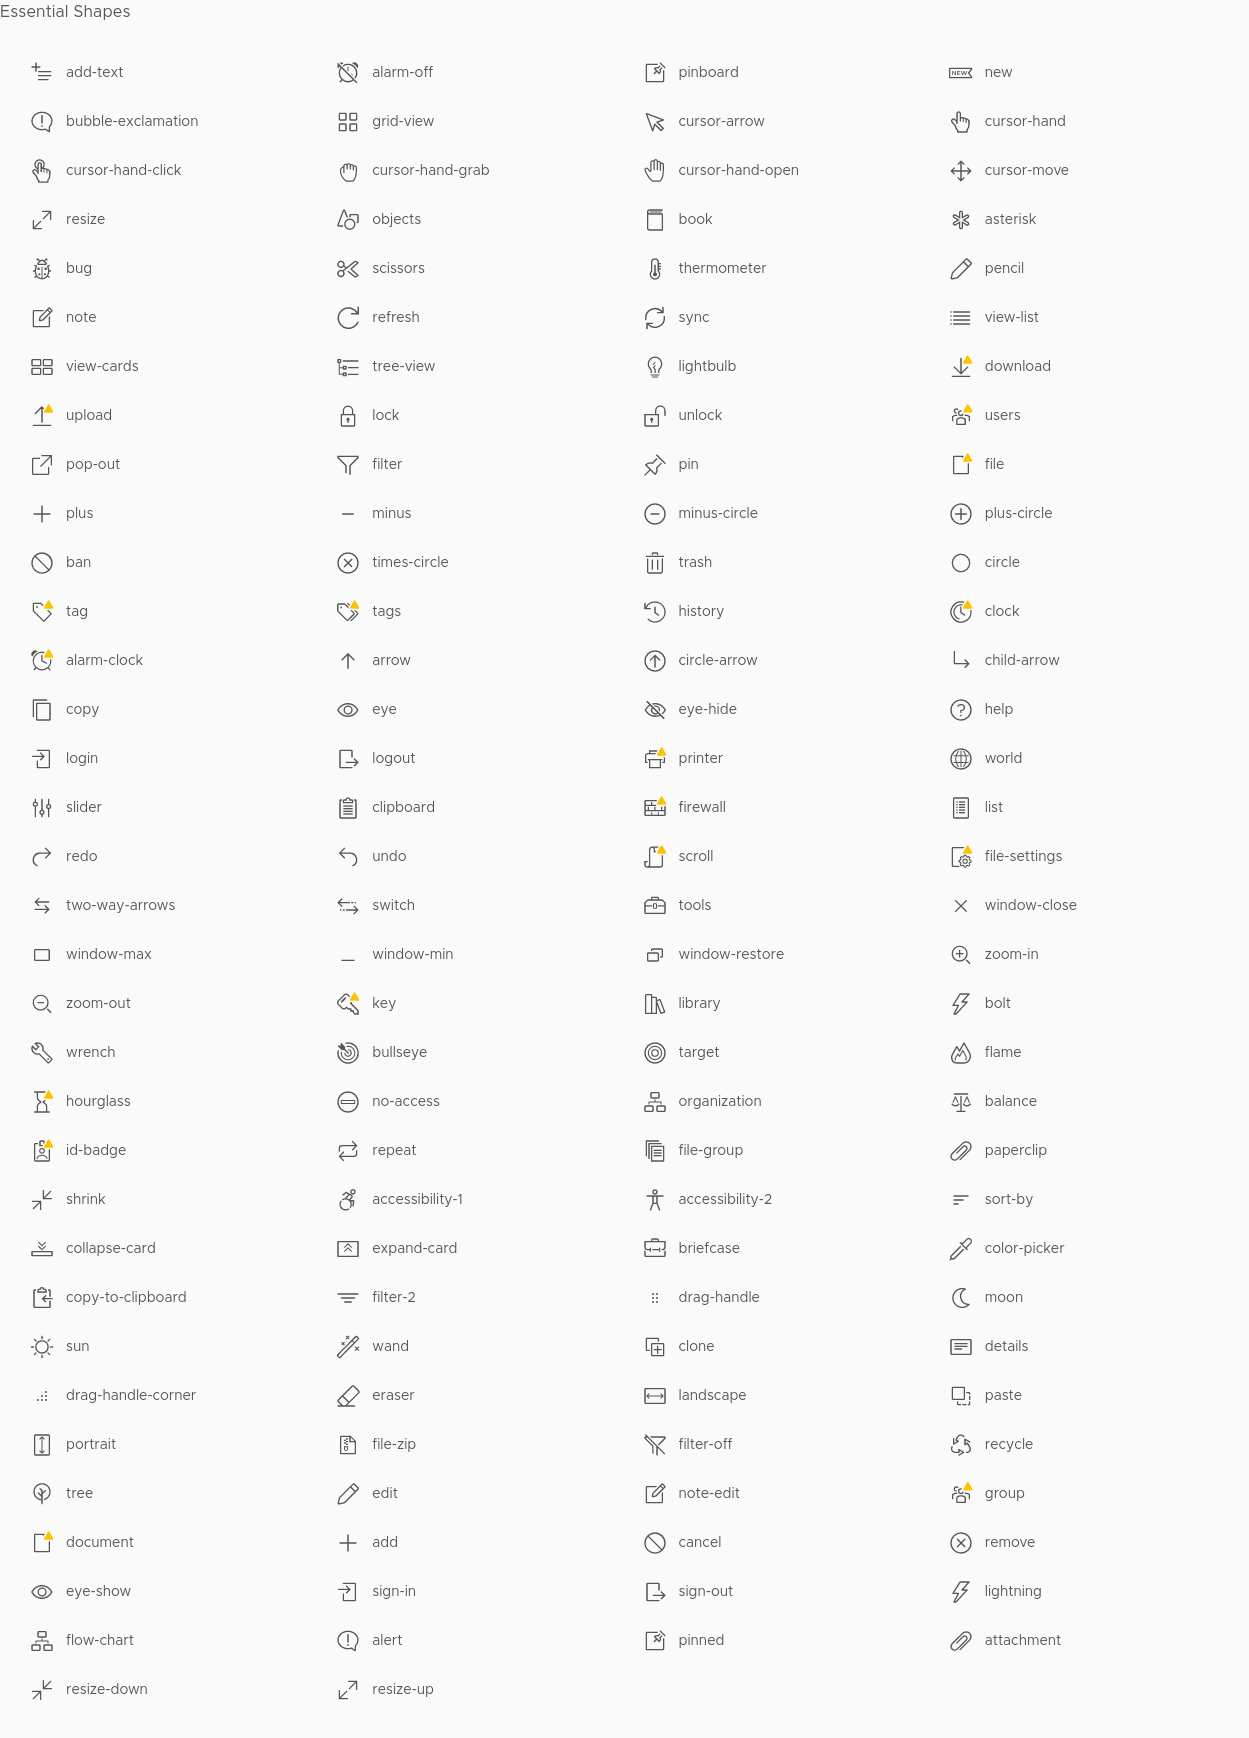 Essential Shapes
add-text alarm-off pinboard new
bubble-exclamation grid-view cursor-arrow cursor-hand
cursor-hand-click cursor-hand-grab cursor-hand-open cursor-move
resize objects book asterisk
bug scissors thermometer pencil
note refresh sync view-list
view-cards tree-view lightbulb download
upload lock unlock users
pop-out filter pin file
plus minus minus-circle plus-circle
ban times-circle trash circle
tag tags history clock
alarm-clock arrow circle-arrow child-arrow
copy eye eye-hide help
login logout printer world
slider clipboard firewall list
redo undo scroll file-settings
two-way-arrows switch tools window-close
window-max window-min window-restore zoom-in
zoom-out key library bolt
wrench bullseye target flame
hourglass no-access organization balance
id-badge repeat file-group paperclip
shrink accessibility-1 accessibility-2 sort-by
collapse-card expand-card briefcase color-picker
copy-to-clipboard filter-2 drag-handle moon
sun wand clone details
drag-handle-corner eraser landscape paste
portrait file-zip filter-off recycle
tree edit note-edit group
document add cancel remove
eye-show sign-in sign-out lightning
flow-chart alert pinned attachment
resize-down resize-up